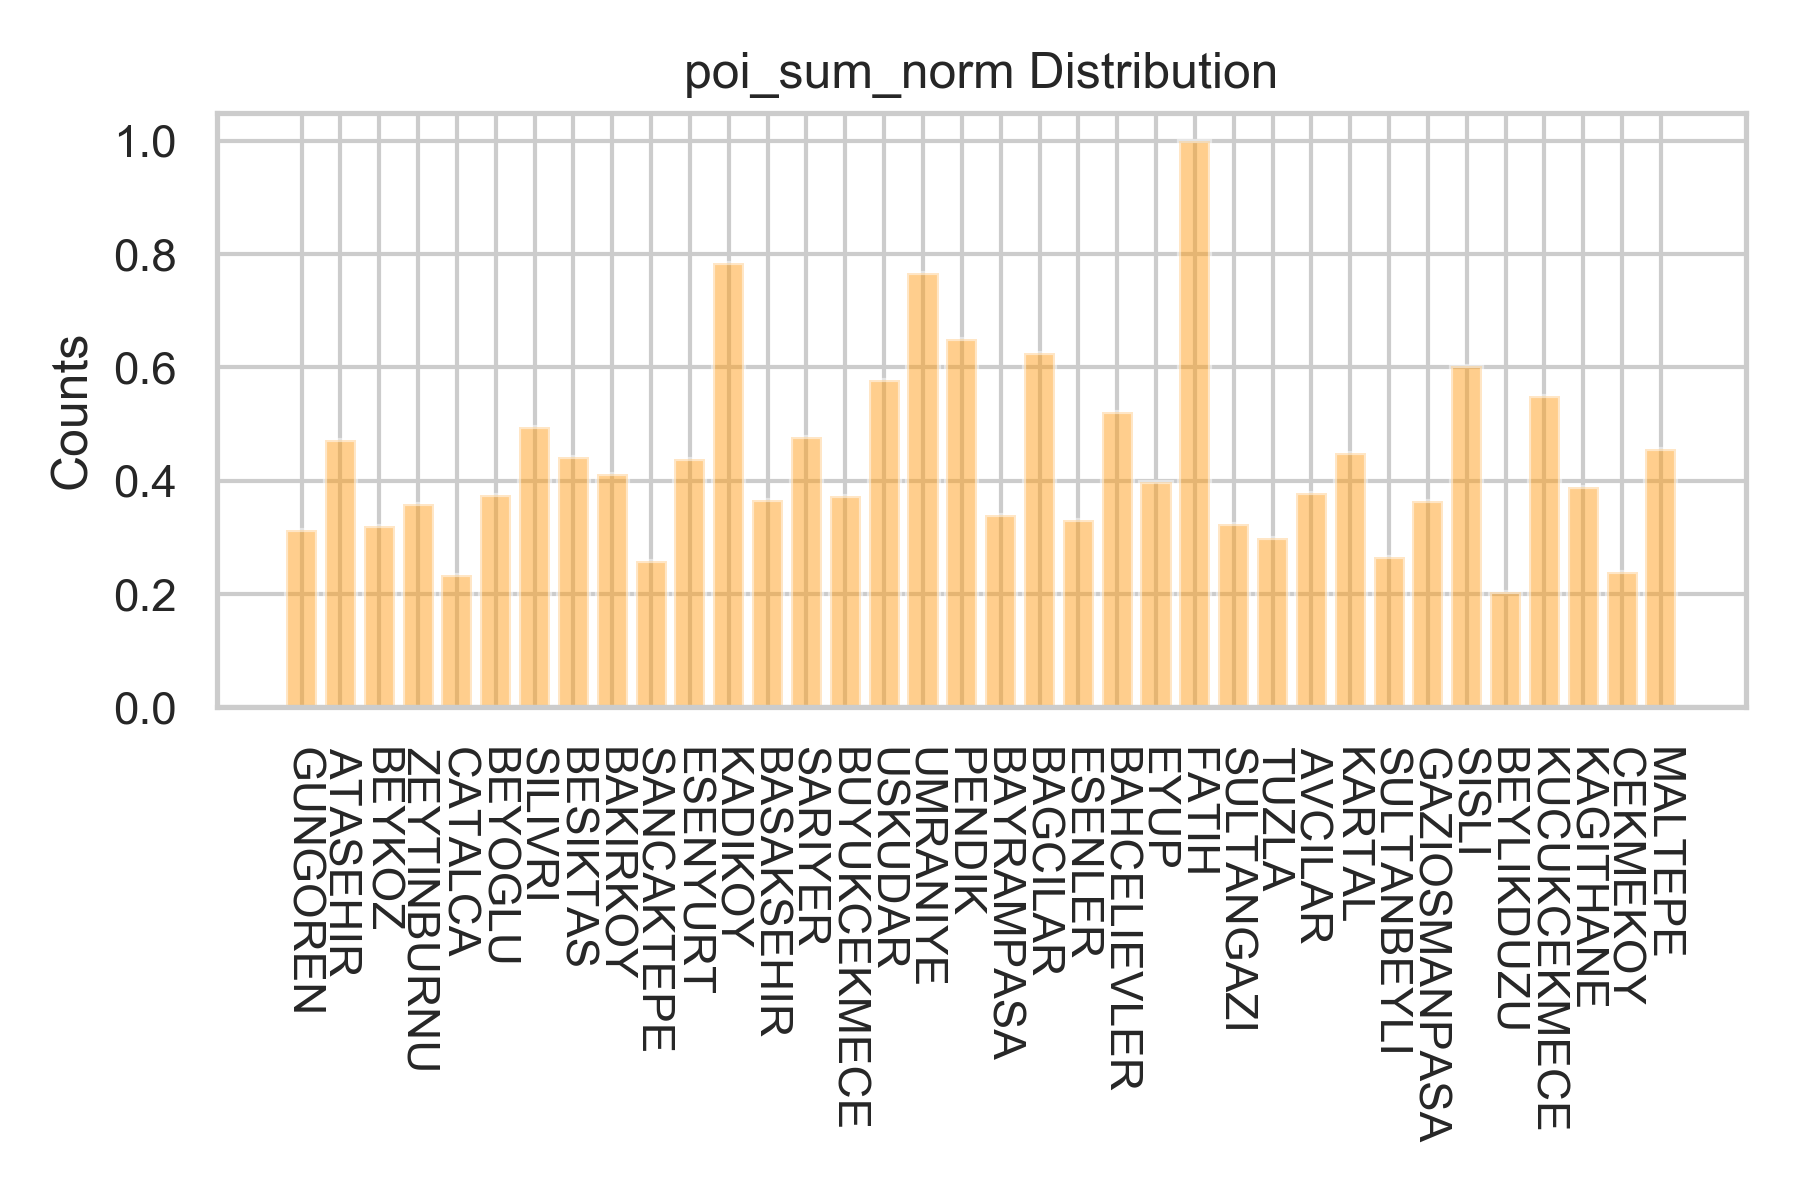 poi_sum_norm Distribution
1.0
0.8
0.6
0.4
0.2
0.0
Counts
GUNGOREN
ATASEHIR
BEYKOZ
ZEYTINBURNU
CATALCA
BEYOGLU
SILIVRI
BESIKTAS
BAKIRKOY
SANCAKTEPE
ESENYURT
KADIKOY
BASAKSEHIR
SARIYER
BUYUKCEKMECE
USKUDAR
UMRANIYE
PENDIK
BAYRAMPASA
BAGCILAR
ESENLER
BAHCELIEVLER
EYUP
FATIH
SULTANGAZI
TUZLA
AVCILAR
KARTAL
SULTANBEYLI
GAZIOSMANPASA
SISLI
BEYLIKDUZU
KUCUKCEKMECE
KAGITHANE
CEKMEKOY
MALTEPE